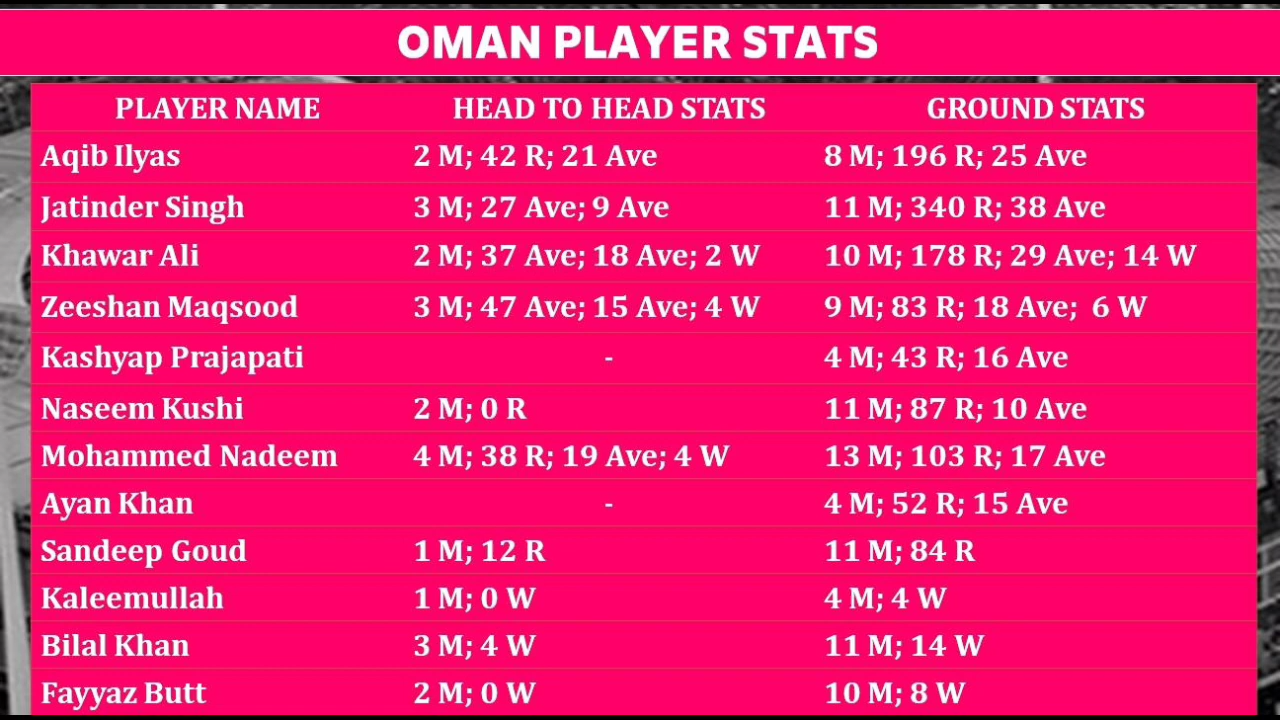 OMAN PLAYER STATS
PLAYER NAME HEAD TO HEAD STATS GROUND STATS
Aqib Ilyas 2 M; 42 R; 21 Ave 8 M; 196 R; 25 Ave
Jatinder Singh 3 M; 27 Ave; 9 Ave 11 M; 340 R; 38 Ave
Khawar Ali 2 M; 37 Ave; 18 Ave; 2 W 10 M; 178 R; 29 Ave; 14 W
Zeeshan Maqsood 3 M; 47 Ave; 15 Ave; 4 W 9 M; 83 R; 18 Ave; 6 W
Kashyap Prajapati - 4 M; 43 R; 16 Ave
Naseem Kushi 2 M; 0 R 11 M; 87 R; 10 Ave
Mohammed Nadeem 4 M; 38 R; 19 Ave; 4 W 13 M; 103 R; 17 Ave
Ayan Khan - 4 M; 52 R; 15 Ave
Sandeep Goud 1 M; 12 R 11 M; 84 R
Kaleemullah 1 M; 0 W 4 M; 4 W
Bilal Khan 3 M; 4 W 11 M; 14 W
Fayyaz Butt 2 M; 0 W 10 M; 8 W